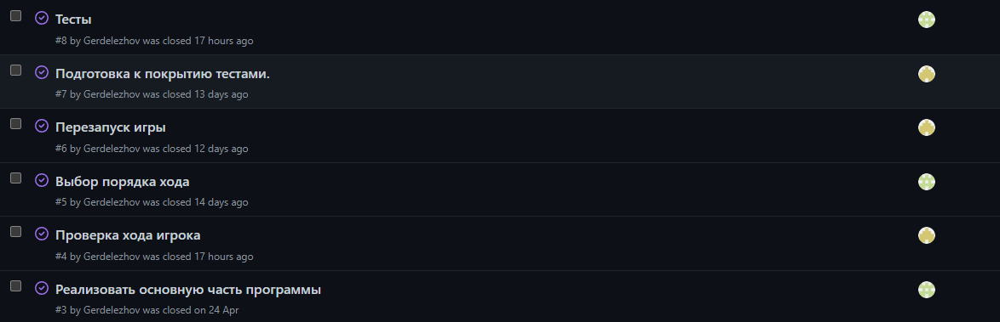 Тесты
#8 by Gerdelezhov was closed 17 hours ago
Подготовка к покрытию тестами.
#7 by Gerdelezhov was closed 13 days ago
Перезапуск игры
#6 by Gerdelezhov was closed 12 days ago
Выбор порядка хода
#5 by Gerdelezhov was closed 14 days ago
Проверка хода игрока
#4 by Gerdelezhov was closed 17 hours ago
Реализовать основную часть программы
#3 by Gerdelezhov was closed on 24 Apr